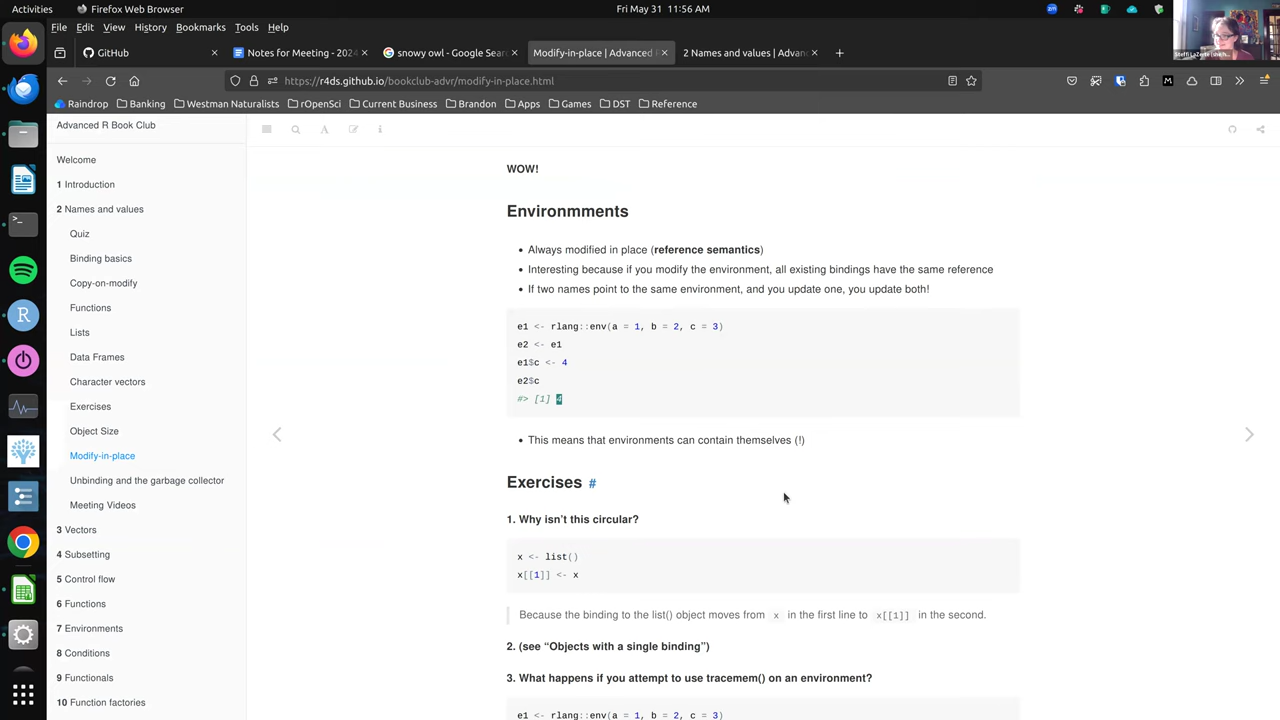 Activities
Firefox Web Browser
Fri May 31 11:56 AM
File Edit View History Bookmarks Tools Help
GitHub
Notes for Meeting - 2024
snowy owl - Google Sear
Modify-in-place | Advanced
2 Names and values | Advan
https://r4ds.github.io/bookclub-advr/modify-in-place.html
Raindrop Banking Westman Naturalists rOpenSci Current Business Brandon Apps Games DST Reference
Advanced R Book Club
Welcome
1 Introduction
2 Names and values
Quiz
Binding basics
Copy-on-modify
Functions
Lists
Data Frames
Character vectors
Exercises
Object Size
Modify-in-place
Unbinding and the garbage collector
Meeting Videos
3 Vectors
4 Subsetting
5 Control flow
6 Functions
7 Environments
8 Conditions
9 Functionals
10 Function factories
WOW!
Environmments
• Always modified in place (reference semantics)
• Interesting because if you modify the environment, all existing bindings have the same reference
• If two names point to the same environment, and you update one, you update both!
e1 <- rlang::env(a = 1, b = 2, c = 3)
e2 <- e1
e1$c <- 4
e2$c
#> [1] 4
• This means that environments can contain themselves (!)
Exercises #
1. Why isn't this circular?
x <- list()
x[[1]] <- x
Because the binding to the list() object moves from x in the first line to x[[1]] in the second.
2. (see “Objects with a single binding”)
3. What happens if you attempt to use tracemem() on an environment?
e1 <- rlang::env(a = 1, b = 2, c = 3)